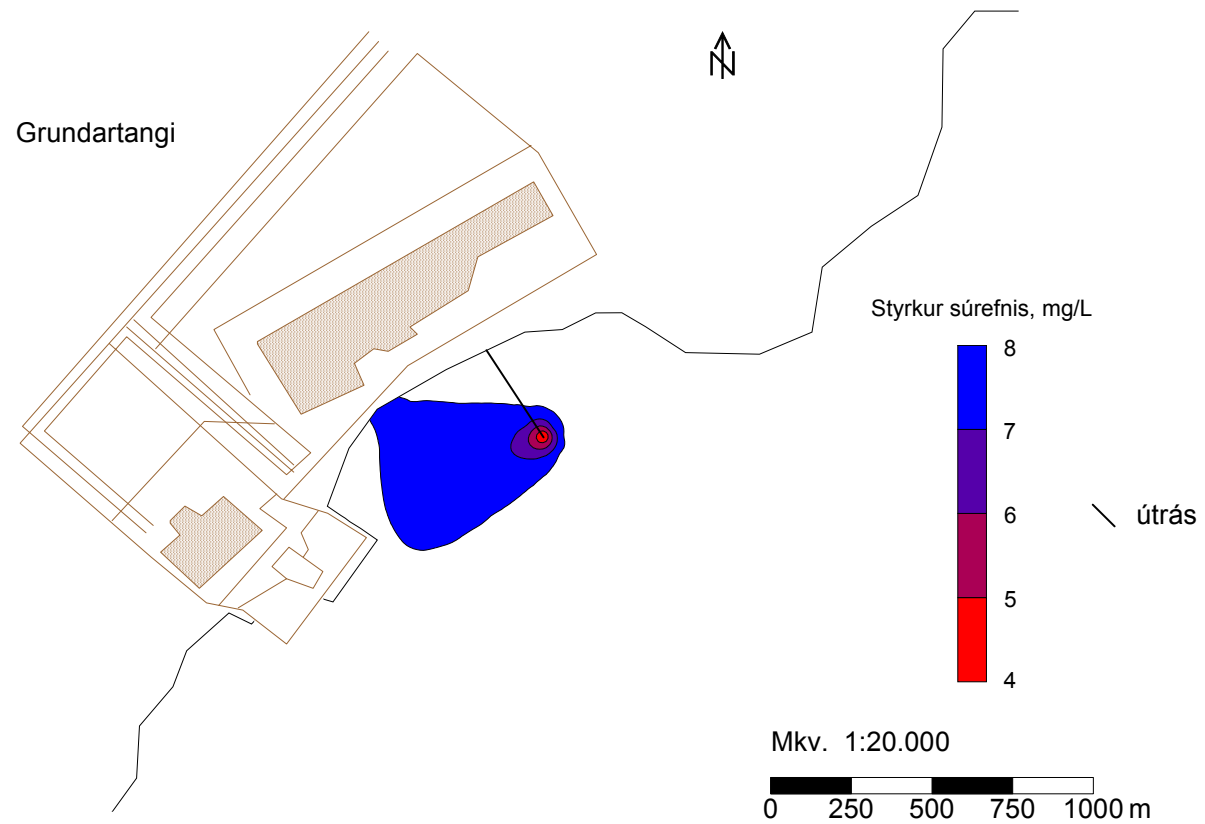 N
Grundartangi
Styrkur súrefnis, mg/L
8
7
6
5
4
útrás
Mkv. 1:20.000
0 250 500 750 1000 m